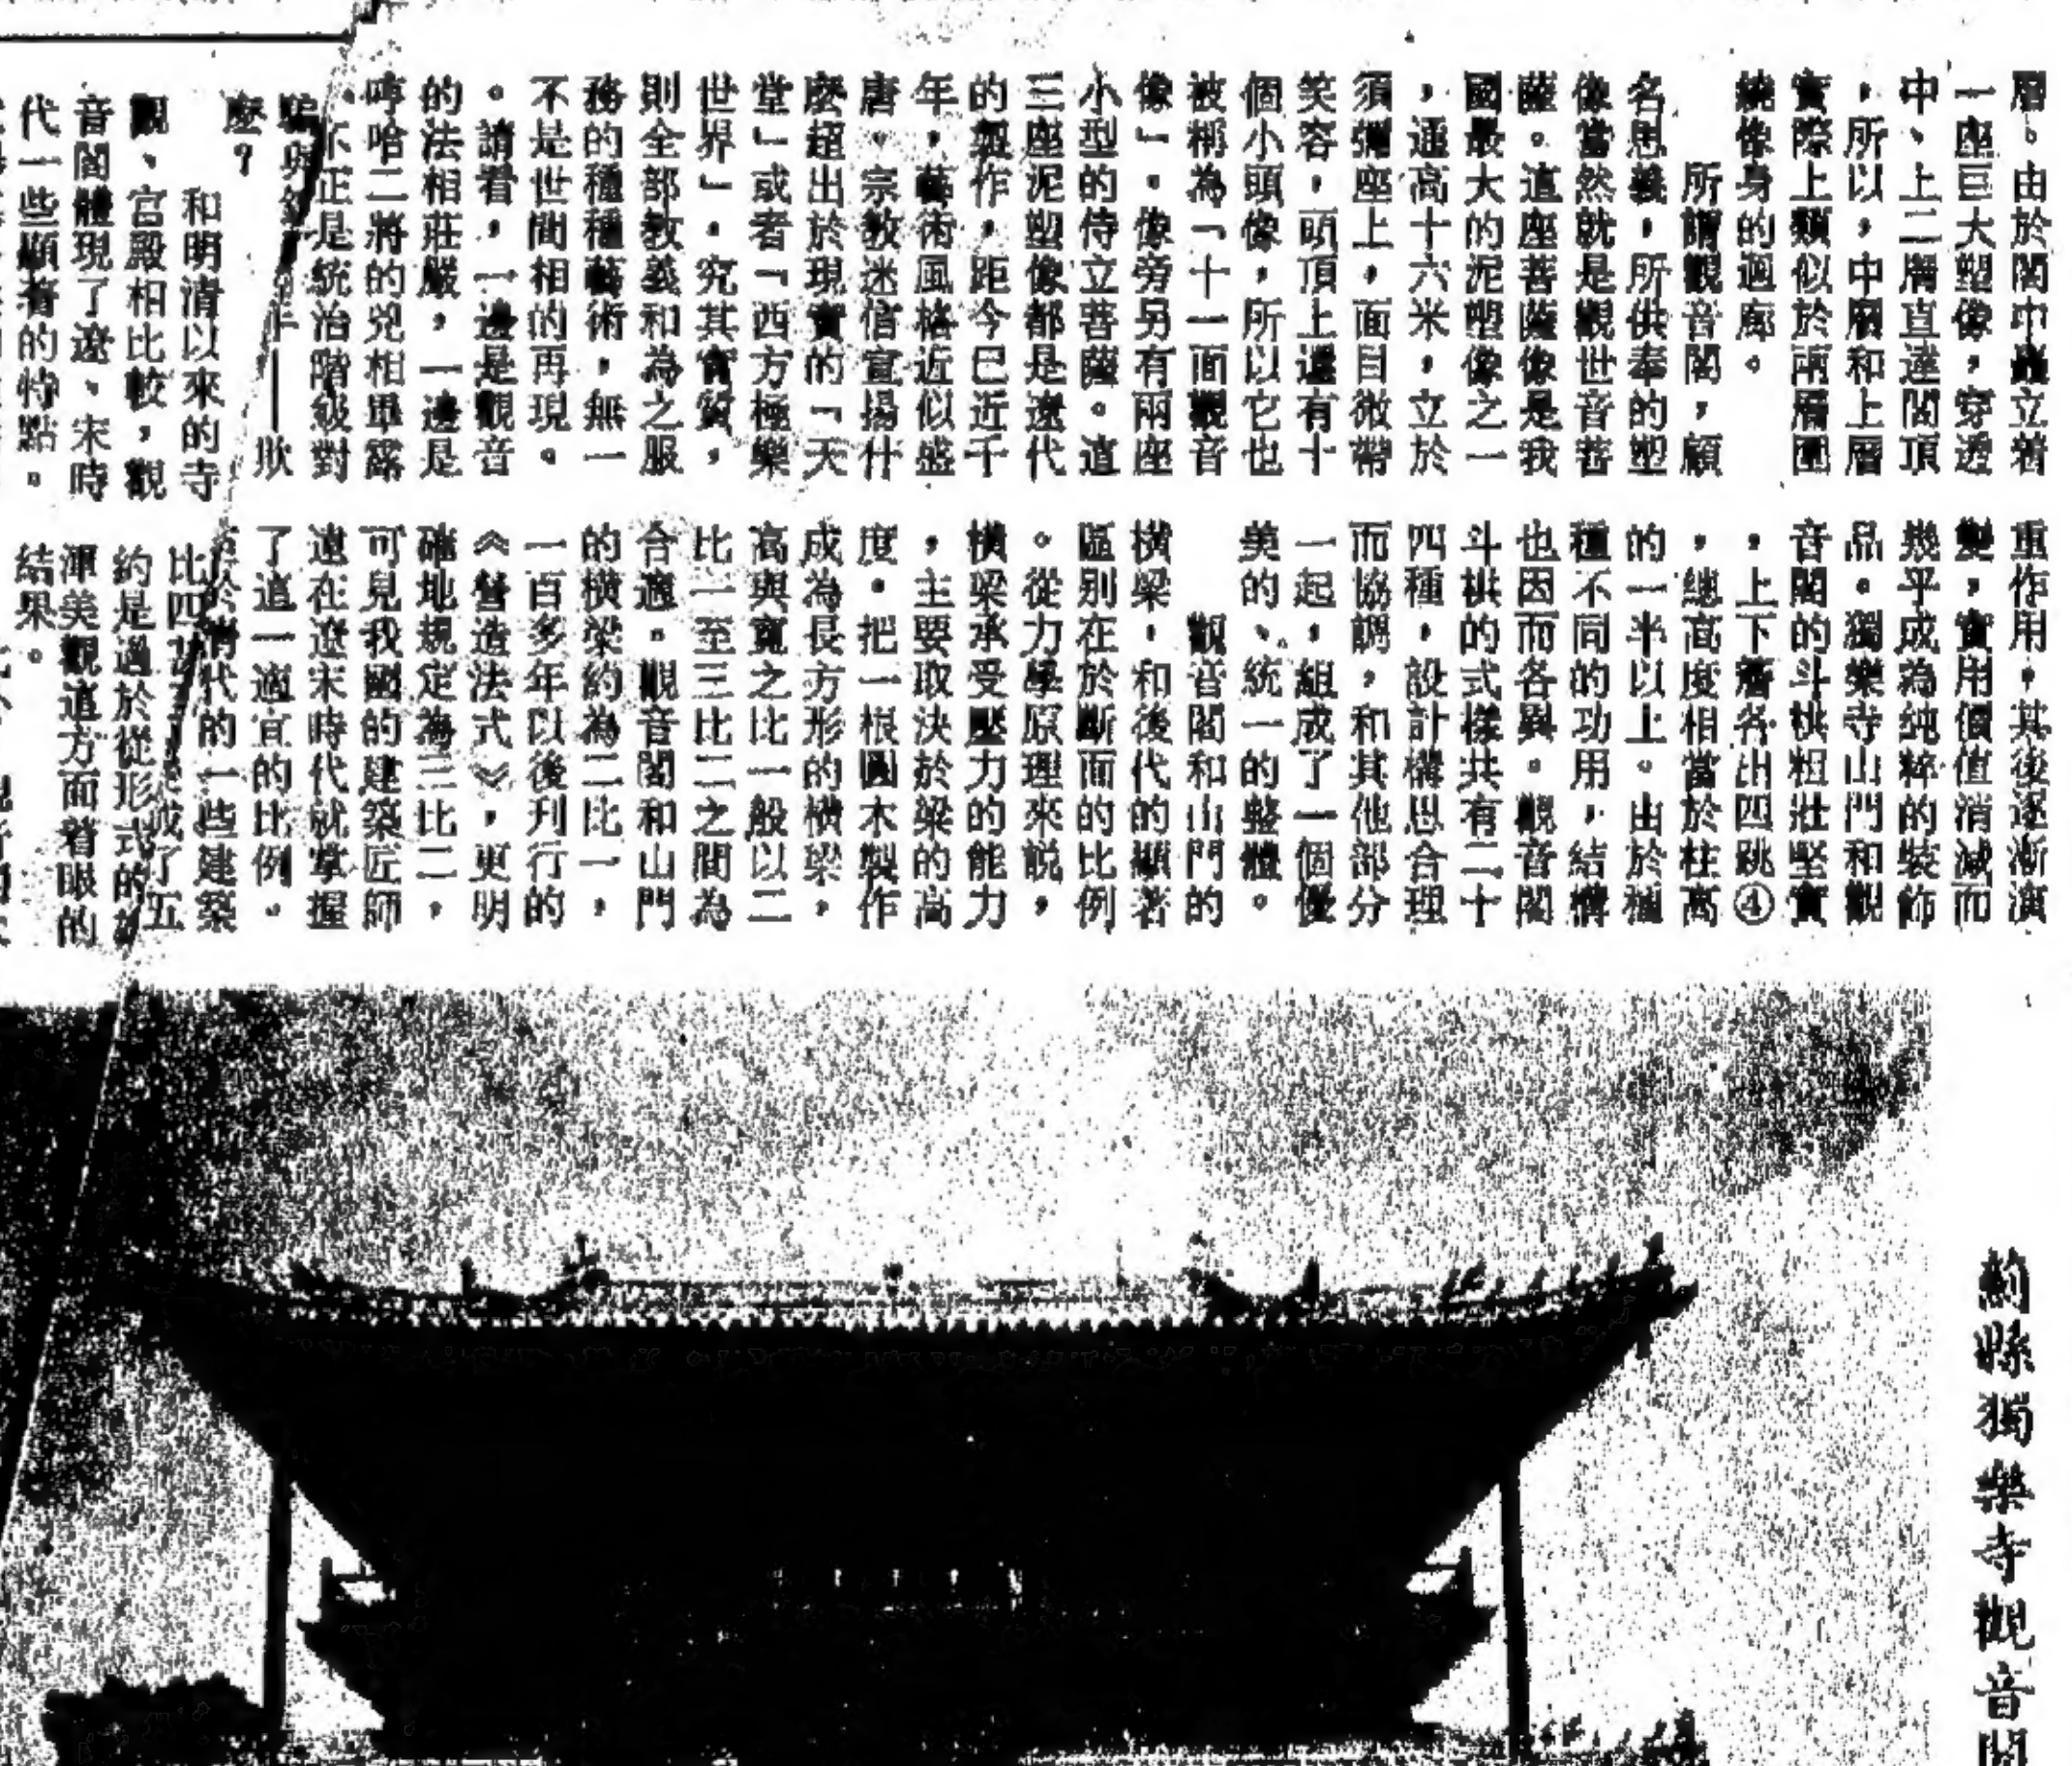 層。由於閣中矗立着
一座巨大塑像，穿透
中、上二層直達閣頂
，所以，中層和上層
實際上類似於兩層圍
繞像身的迴廊。
所謂觀音閣，顧
名思義，所供奉的塑
像當然就是觀世音菩
薩。這座菩薩像是我
國最大的泥塑像之一
，通高十六米，立於
須彌座上，面目微帶
笑容，頭頂上還有十
個小頭像，所以它也
被稱為「十一面觀音
像」。像旁另有兩座
小型的侍立菩薩。這
三座泥塑像都是遼代
的製作，距今已近千
年，藝術風格近似盛
唐。宗教迷信宣揚什
麼超出於現實的「天
堂」或者「西方極樂
世界」，究其實質，
則全部教義和為之服
務的種種藝術，無一
不是世間相的再現。
。請看，一邊是觀音
的法相莊嚴，一邊是
哼哈二將的兇相畢露
，不正是統治階級對
騙與 ——欺
麼？
和明清以來的寺
觀、宮殿相比較，觀
音閣體現了遼、宋時
代一些顯著的特點。
重作用，其後逐漸演
變，實用價值消減而
幾乎成為純粹的裝飾
品。獨樂寺山門和觀
音閣的斗栱粗壯堅實
，上下層各出四跳④
，總高度相當於柱高
的一半以上。由於種
種不同的功用，結構
也因而各異。觀音閣
斗栱的式樣共有二十
四種，設計構思合理
而協調，和其他部分
一起，組成了一個優
美的、統一的整體。
觀音閣和山門的
橫梁，和後代的顯著
區別在於斷面的比例
。從力學原理來說，
橫梁承受壓力的能力
，主要取決於梁的高
度。把一根圓木製作
成為長方形的橫梁，
高與寬之比一般以二
比一至三比二之間為
合適。觀音閣和山門
的橫梁約為二比一，
一百多年以後刊行的
《營造法式》，更明
確地規定為三比二，
可見我國的建築匠師
遠在遼宋時代就掌握
了這一適宜的比例。
於清代的一些建築
比四 成了五
約是過於從形式的
渾美觀這方面着眼的
結果。
薊縣獨樂寺觀音閣